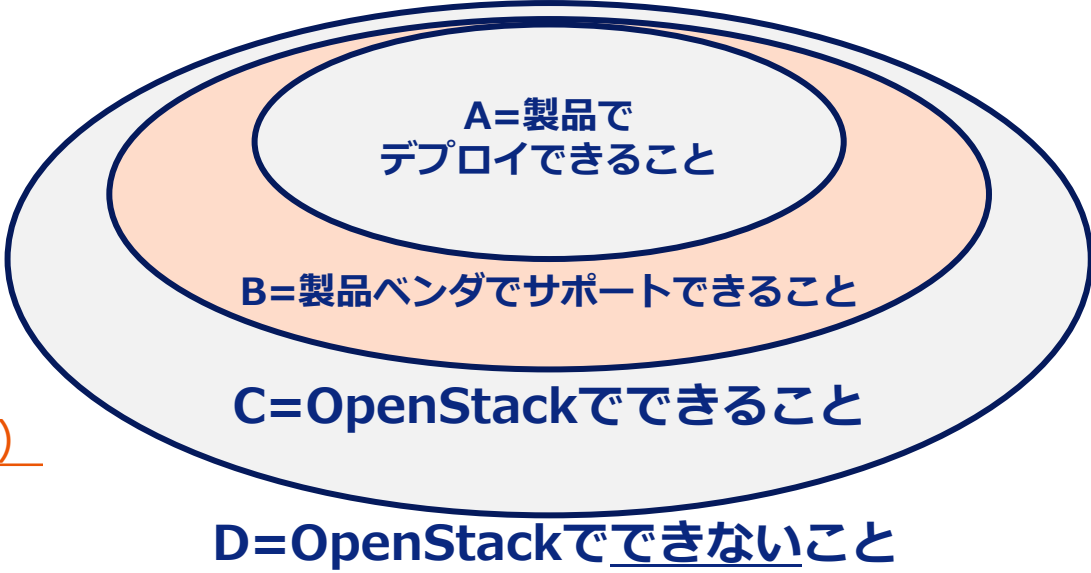 A=製品で
デプロイできること
B=製品ベンダでサポートできること
C=OpenStackでできること
)
D=OpenStackでできないこと